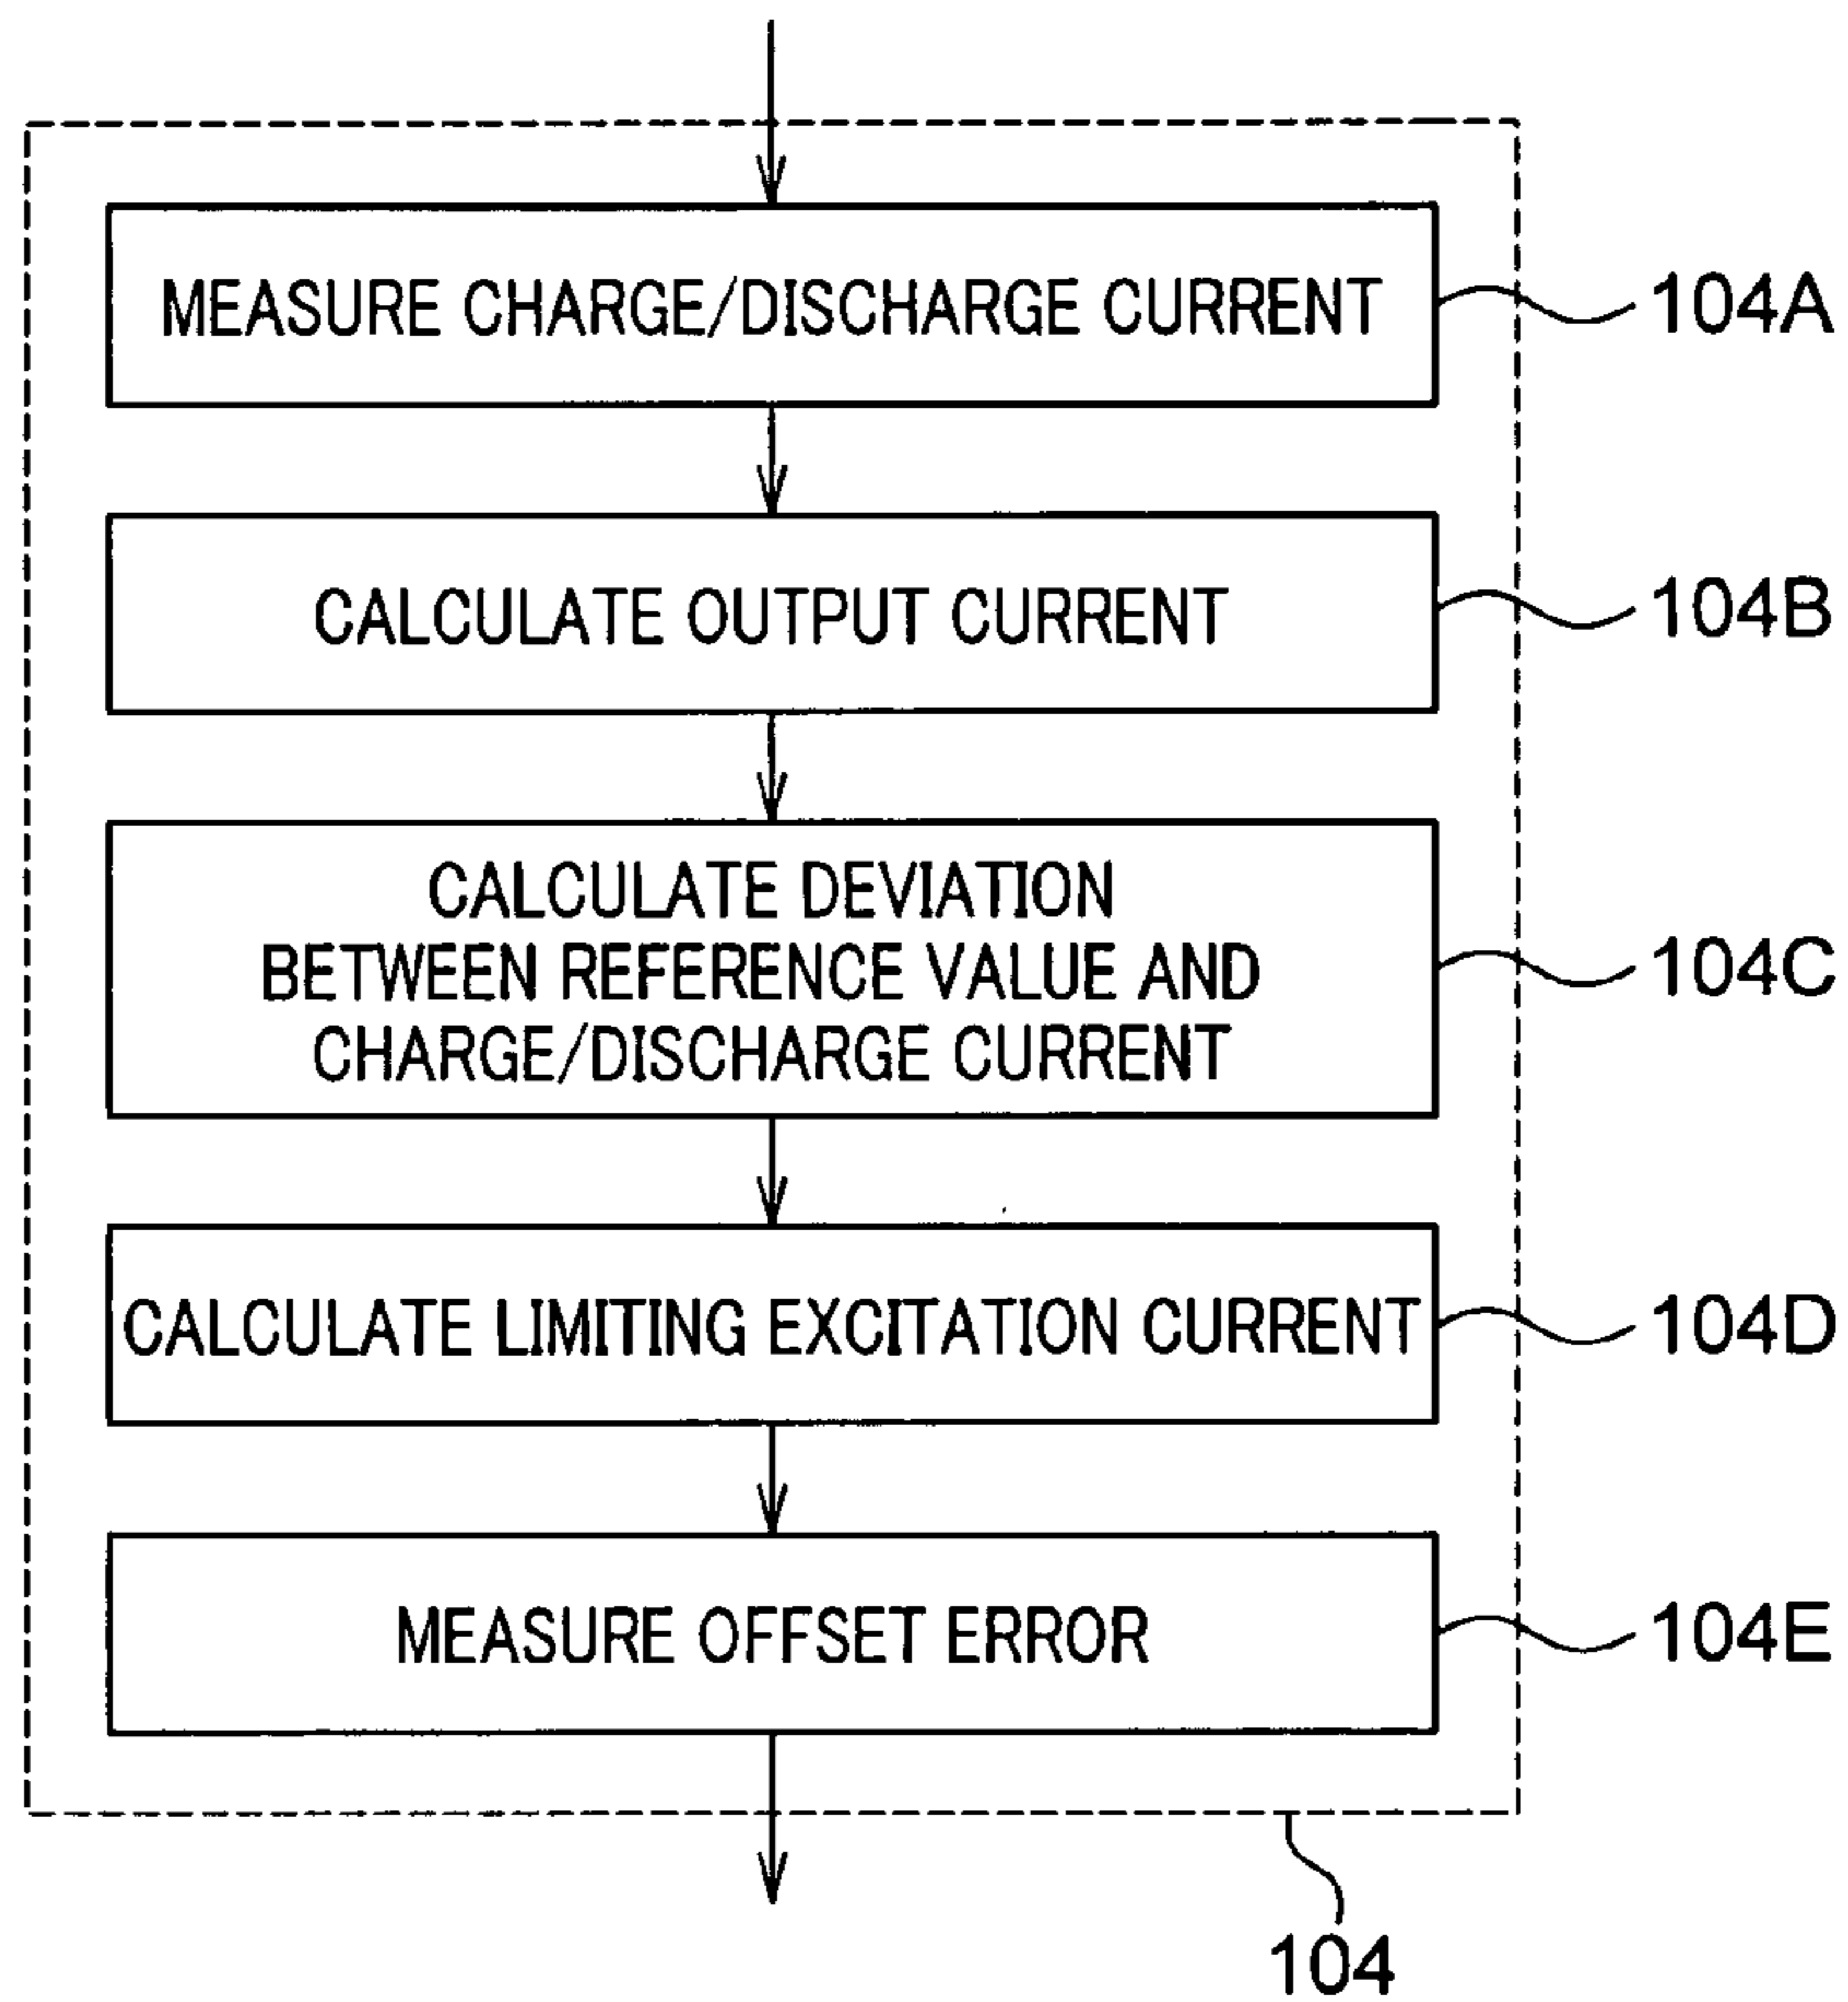 MEASURE CHARGE/DISCHARGE CURRENT
104A
CALCULATE OUTPUT CURRENT
104B
CALCULATE DEVIATION
BETWEEN REFERENCE VALUE AND
CHARGE/DISCHARGE CURRENT
104C
CALCULATE LIMITING EXCITATION CURRENT
104D
MEASURE OFFSET ERROR
104E
104